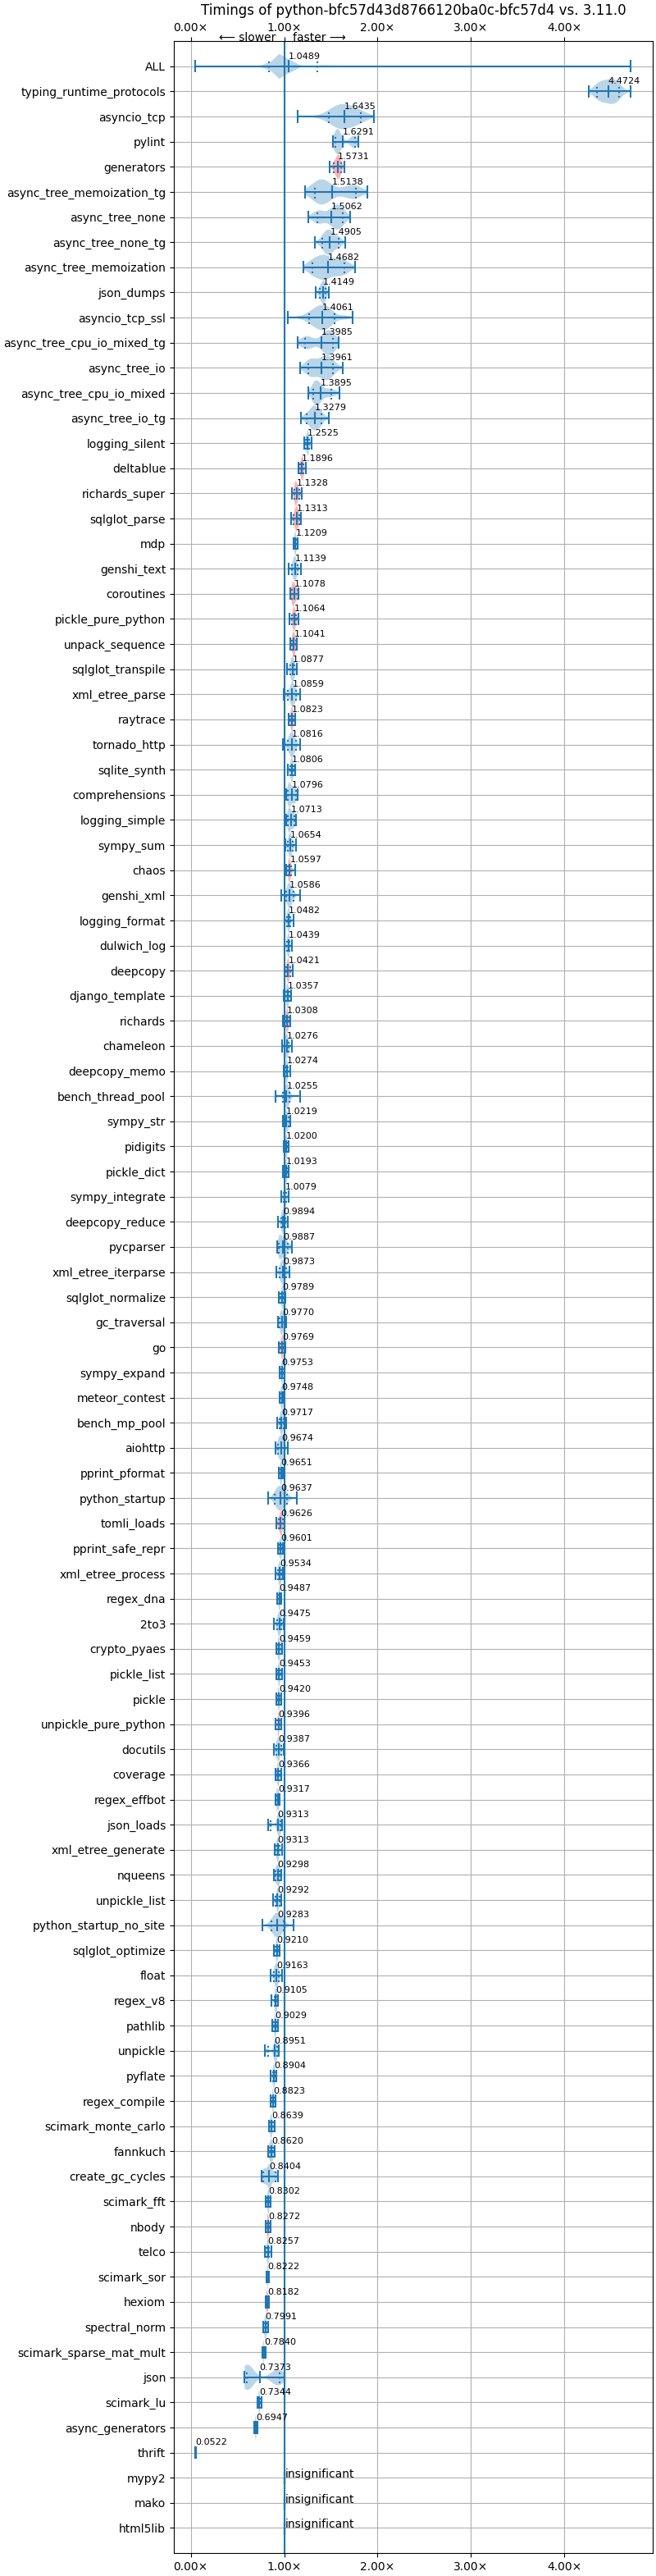 Timings of python-bfc57d43d8766120ba0c-bfc57d4 vs. 3.11.0
0.00× 1.00× 2.00× 3.00× 4.00×
⟵ slower faster ⟶
ALL 1.0489
typing_runtime_protocols 4.4724
asyncio_tcp 1.6435
pylint 1.6291
generators 1.5731
async_tree_memoization_tg 1.5138
async_tree_none 1.5062
async_tree_none_tg 1.4905
async_tree_memoization 1.4682
json_dumps 1.4149
asyncio_tcp_ssl 1.4061
async_tree_cpu_io_mixed_tg 1.3985
async_tree_io 1.3961
async_tree_cpu_io_mixed 1.3895
async_tree_io_tg 1.3279
logging_silent 1.2525
deltablue 1.1896
richards_super 1.1328
sqlglot_parse 1.1313
mdp 1.1209
genshi_text 1.1139
coroutines 1.1078
pickle_pure_python 1.1064
unpack_sequence 1.1041
sqlglot_transpile 1.0877
xml_etree_parse 1.0859
raytrace 1.0823
tornado_http 1.0816
sqlite_synth 1.0806
comprehensions 1.0796
logging_simple 1.0713
sympy_sum 1.0654
chaos 1.0597
genshi_xml 1.0586
logging_format 1.0482
dulwich_log 1.0439
deepcopy 1.0421
django_template 1.0357
richards 1.0308
chameleon 1.0276
deepcopy_memo 1.0274
bench_thread_pool 1.0255
sympy_str 1.0219
pidigits 1.0200
pickle_dict 1.0193
sympy_integrate 1.0079
deepcopy_reduce 0.9894
pycparser 0.9887
xml_etree_iterparse 0.9873
sqlglot_normalize 0.9789
gc_traversal 0.9770
go 0.9769
sympy_expand 0.9753
meteor_contest 0.9748
bench_mp_pool 0.9717
aiohttp 0.9674
pprint_pformat 0.9651
python_startup 0.9637
tomli_loads 0.9626
pprint_safe_repr 0.9601
xml_etree_process 0.9534
regex_dna 0.9487
2to3 0.9475
crypto_pyaes 0.9459
pickle_list 0.9453
pickle 0.9420
unpickle_pure_python 0.9396
docutils 0.9387
coverage 0.9366
regex_effbot 0.9317
json_loads 0.9313
xml_etree_generate 0.9313
nqueens 0.9298
unpickle_list 0.9292
python_startup_no_site 0.9283
sqlglot_optimize 0.9210
float 0.9163
regex_v8 0.9105
pathlib 0.9029
unpickle 0.8951
pyflate 0.8904
regex_compile 0.8823
scimark_monte_carlo 0.8639
fannkuch 0.8620
create_gc_cycles 0.8404
scimark_fft 0.8302
nbody 0.8272
telco 0.8257
scimark_sor 0.8222
hexiom 0.8182
spectral_norm 0.7991
scimark_sparse_mat_mult 0.7840
json 0.7373
scimark_lu 0.7344
async_generators 0.6947
thrift 0.0522
mypy2 insignificant
mako insignificant
html5lib insignificant
0.00× 1.00× 2.00× 3.00× 4.00×